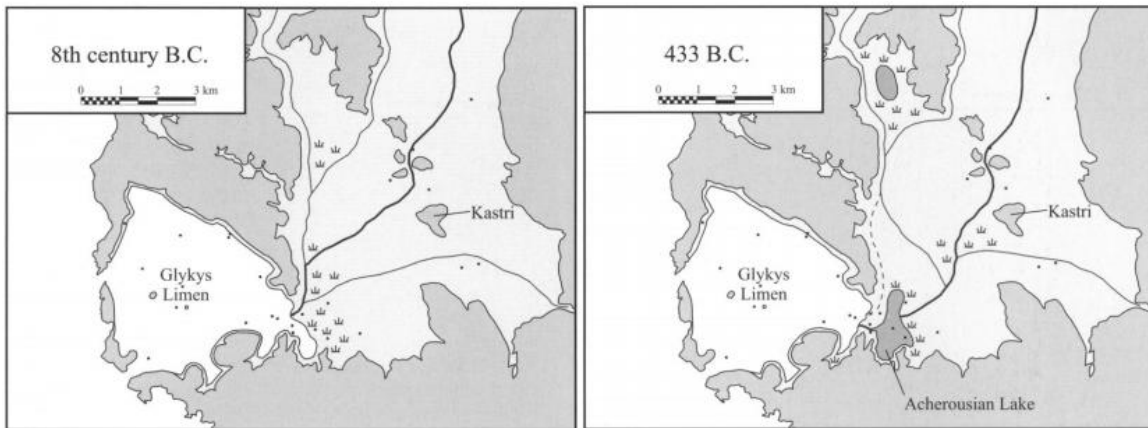 8th century B.C.
0 1 2 3 km
Kastri
Glykys
Limen
433 B.C.
0 1 2 3 km
Kastri
Glykys
Limen
Acherousian Lake